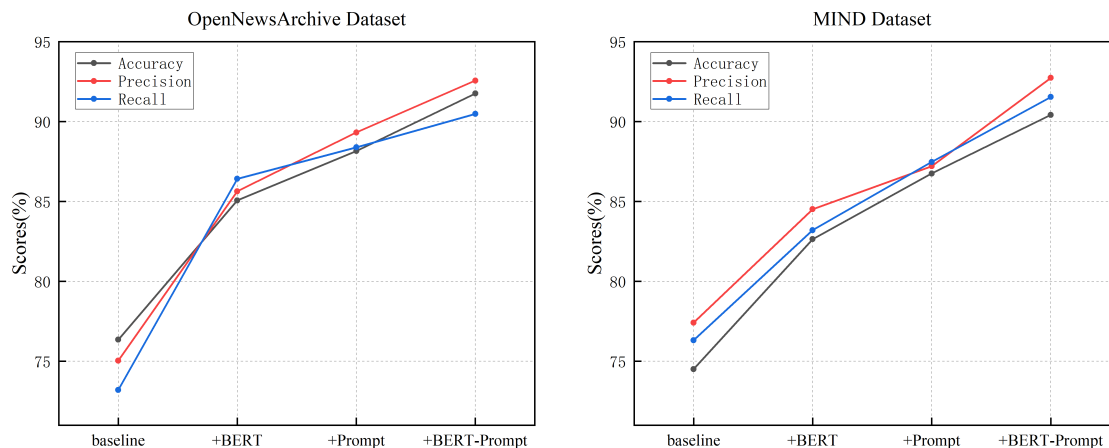 OpenNewsArchive Dataset
95
90
85
80
75
Scores(%)
Accuracy
Precision
Recall
baseline
+BERT
+Prompt
+BERT-Prompt
MIND Dataset
95
90
85
80
75
Scores(%)
Accuracy
Precision
Recall
baseline
+BERT
+Prompt
+BERT-Prompt